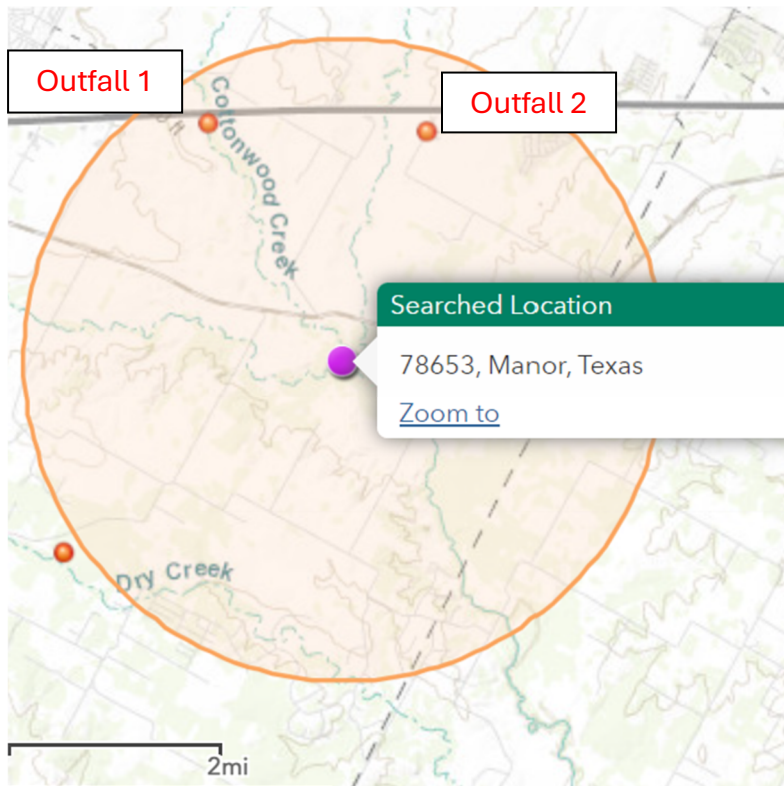 Outfall 1
Outfall 2
Cottonwood Creek
Searched Location
78653, Manor, Texas
Zoom to
Dry Creek
2mi